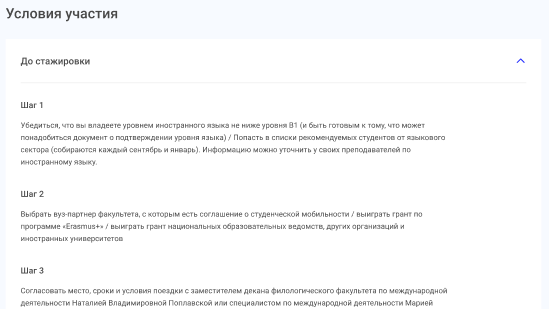 Условия участия
До стажировки
Шаг 1
Убедиться, что вы владеете уровнем иностранного языка не ниже уровня В1 (и быть готовым к тому, что может
понадобиться документ о подтверждении уровня языка) / Попасть в списки рекомендуемых студентов от языкового
сектора (собираются каждый сентябрь и январь). Информацию можно уточнить у своих преподавателей по
иностранному языку.
Шаг 2
Выбрать вуз-партнер факультета, с которым есть соглашение о студенческой мобильности / выиграть грант по
программе «Erasmus+» / выиграть грант национальных образовательных ведомств, других организаций и
иностранных университетов
Шаг 3
Согласовать место, сроки и условия поездки с заместителем декана филологического факультета по международной
деятельности Наталией Владимировной Поплавской или специалистом по международной деятельности Марией